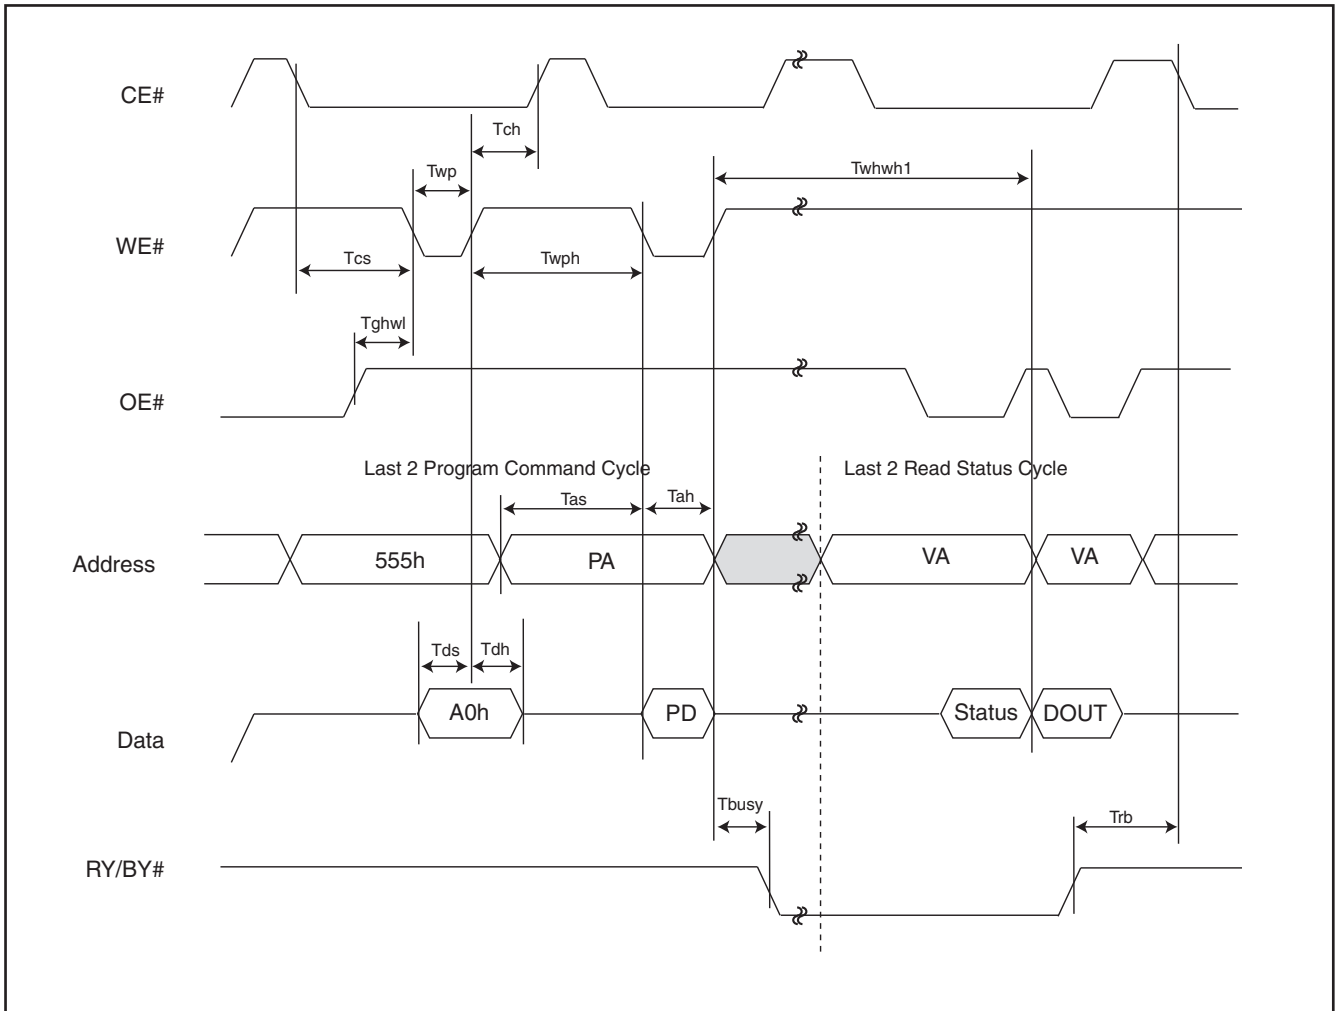 CE#
Tch
Twp
Twhwh1
WE#
Tcs
Twph
Tghwl
OE#
Last 2 Program Command Cycle
Last 2 Read Status Cycle
Tas
Tah
Address
555h
PA
VA
VA
Tds
Tdh
Data
A0h
PD
Status
DOUT
Tbusy
Trb
RY/BY#